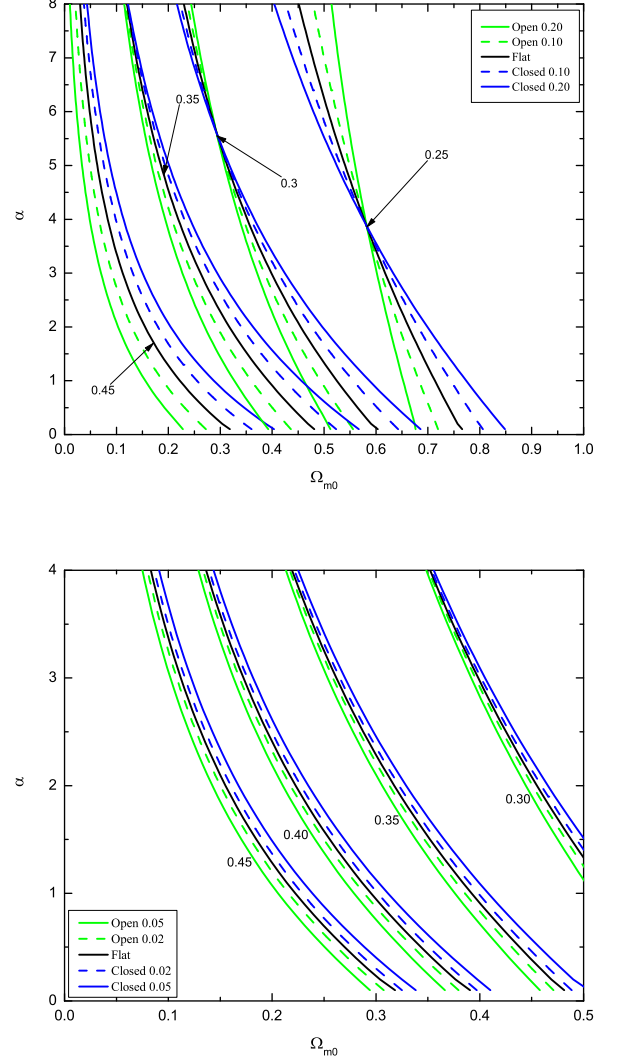 8
7
6
5
4
3
2
1
0
α
0.0 0.1 0.2 0.3 0.4 0.5 0.6 0.7 0.8 0.9 1.0
Ωm0
Open 0.20
Open 0.10
Flat
Closed 0.10
Closed 0.20
0.35
0.3
0.25
0.45
4
3
2
1
0
α
0.0 0.1 0.2 0.3 0.4 0.5
Ωm0
0.30
0.35
0.40
0.45
Open 0.05
Open 0.02
Flat
Closed 0.02
Closed 0.05